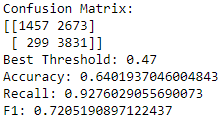 Confusion Matrix:
[[1457 2673]
 [ 299 3831]]
Best Threshold: 0.47
Accuracy: 0.6401937046004843
Recall: 0.9276029055690073
F1: 0.7205190897122437